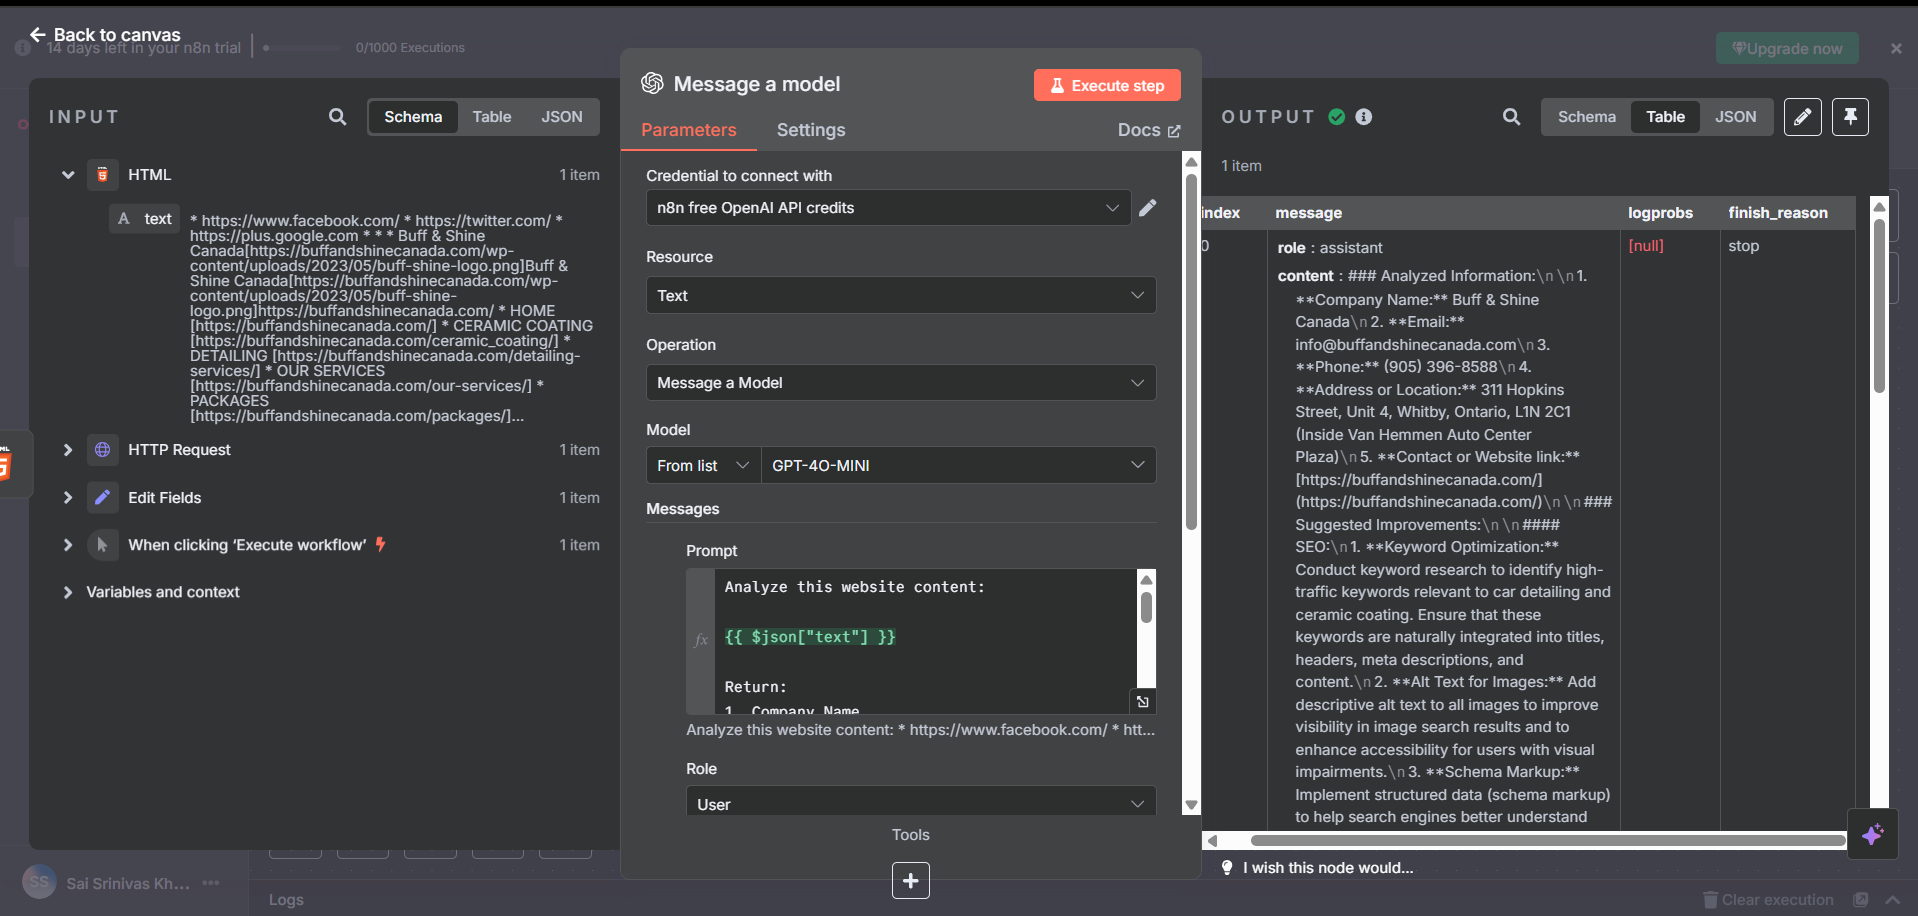 Back to canvas
14 days left in your n8n trial
0/1000 Executions
Upgrade now
INPUT
Schema
Table
JSON
HTML
1 item
A text
* https://www.facebook.com/ * https://twitter.com/ *
https://plus.google.com * * * Buff & Shine
Canada[https://buffandshinecanada.com/wp-
content/uploads/2023/05/buff-shine-logo.png]Buff &
Shine Canada[https://buffandshinecanada.com/wp-
content/uploads/2023/05/buff-shine-
logo.png]https://buffandshinecanada.com/ * HOME
[https://buffandshinecanada.com/] * CERAMIC COATING
[https://buffandshinecanada.com/ceramic_coating/] *
DETAILING [https://buffandshinecanada.com/detailing-
services/] * OUR SERVICES
[https://buffandshinecanada.com/our-services/] *
PACKAGES
[https://buffandshinecanada.com/packages/]...
HTTP Request
1 item
Edit Fields
1 item
When clicking ‘Execute workflow’
1 item
Variables and context
Message a model
Execute step
Parameters
Settings
Docs
Credential to connect with
n8n free OpenAI API credits
Resource
Text
Operation
Message a Model
Model
From list
GPT-4O-MINI
Messages
Prompt
fx
Analyze this website content:
{{ $json["text"] }}
Return:
1. Company Name
Analyze this website content: * https://www.facebook.com/ * htt...
Role
User
Tools
OUTPUT
Schema
Table
JSON
1 item
index
message
logprobs
finish_reason
0
role : assistant
[null]
stop
content : ### Analyzed Information:\n \n1.
**Company Name:** Buff & Shine
Canada\n2. **Email:**
info@buffandshinecanada.com\n3.
**Phone:** (905) 396-8588\n4.
**Address or Location:** 311 Hopkins
Street, Unit 4, Whitby, Ontario, L1N 2C1
(Inside Van Hemmen Auto Center
Plaza)\n5. **Contact or Website link:**
[https://buffandshinecanada.com/]
(https://buffandshinecanada.com/)\n \n###
Suggested Improvements:\n \n####
SEO:\n1. **Keyword Optimization:**
Conduct keyword research to identify high-
traffic keywords relevant to car detailing and
ceramic coating. Ensure that these
keywords are naturally integrated into titles,
headers, meta descriptions, and
content.\n2. **Alt Text for Images:** Add
descriptive alt text to all images to improve
visibility in image search results and to
enhance accessibility for users with visual
impairments.\n3. **Schema Markup:**
Implement structured data (schema markup)
to help search engines better understand
I wish this node would...
SS
Sai Srinivas Kh...
Logs
Clear execution